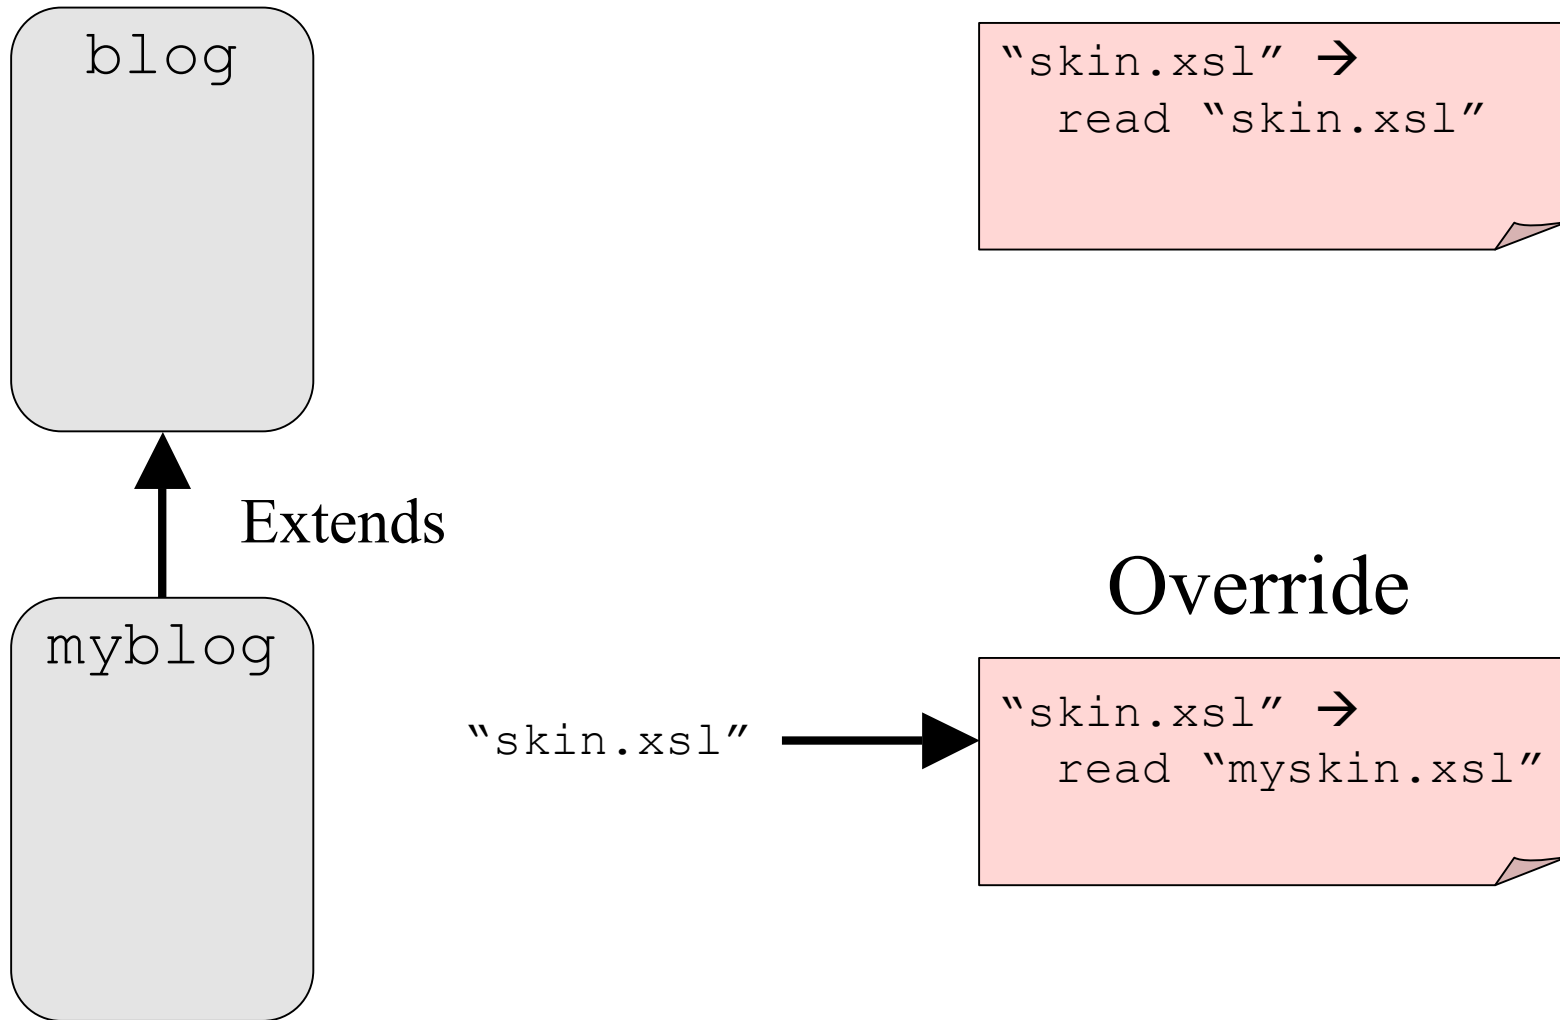 blog
“skin.xsl” →
read “skin.xsl”
Extends
Override
myblog
“skin.xsl”
“skin.xsl” →
read “myskin.xsl”